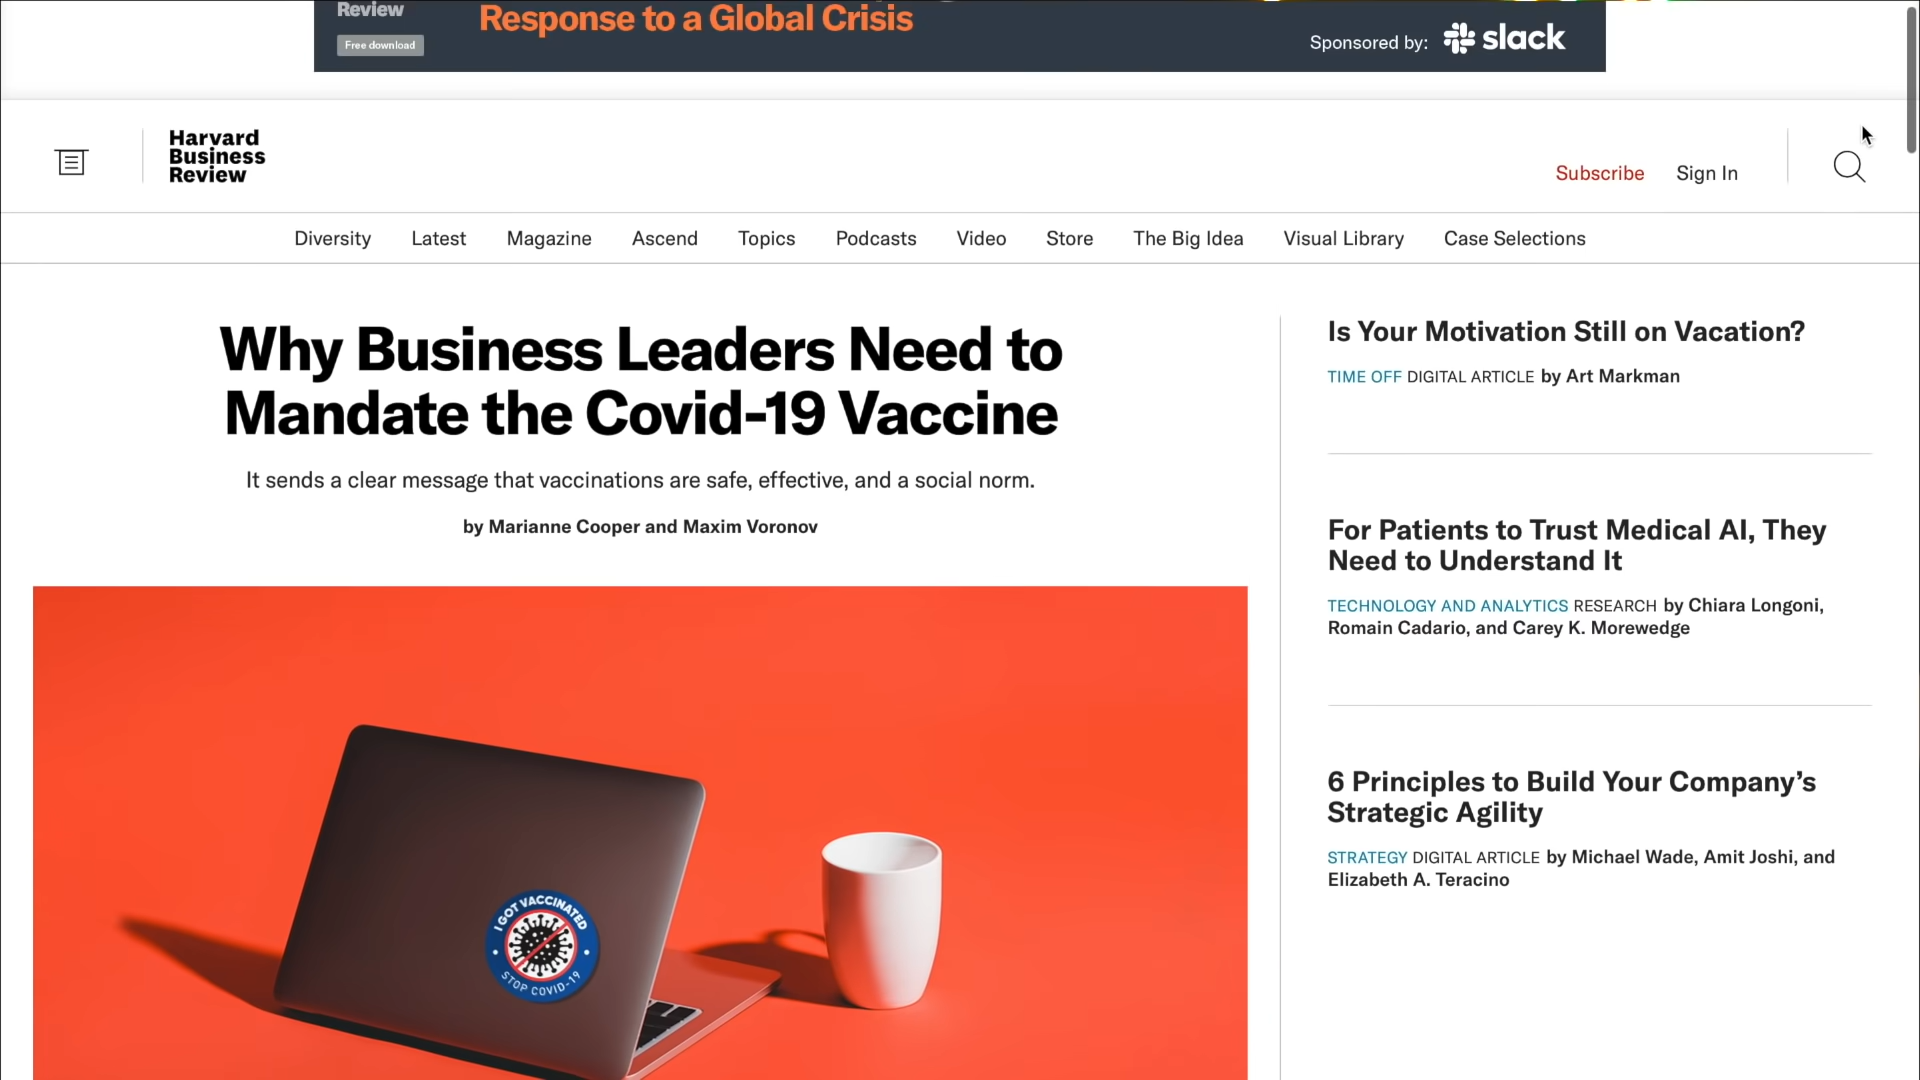 Review
Free download
Response to a Global Crisis
Sponsored by: slack
Harvard
Business
Review
Subscribe
Sign In
Diversity
Latest
Magazine
Ascend
Topics
Podcasts
Video
Store
The Big Idea
Visual Library
Case Selections
Why Business Leaders Need to
Mandate the Covid-19 Vaccine
It sends a clear message that vaccinations are safe, effective, and a social norm.
by Marianne Cooper and Maxim Voronov
I GOT VACCINATED
STOP COVID-19
Is Your Motivation Still on Vacation?
TIME OFF DIGITAL ARTICLE by Art Markman
For Patients to Trust Medical AI, They
Need to Understand It
TECHNOLOGY AND ANALYTICS RESEARCH by Chiara Longoni,
Romain Cadario, and Carey K. Morewedge
6 Principles to Build Your Company’s
Strategic Agility
STRATEGY DIGITAL ARTICLE by Michael Wade, Amit Joshi, and
Elizabeth A. Teracino